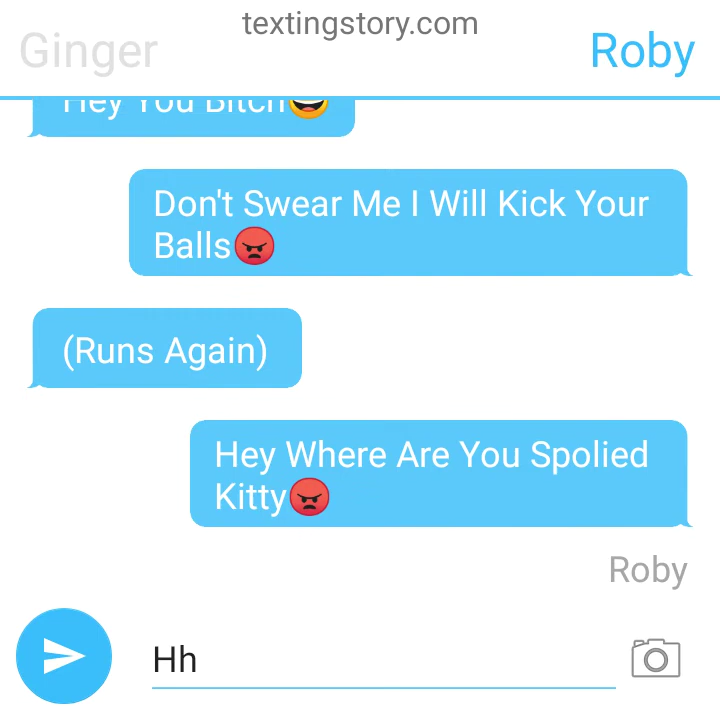 textingstory.com
Ginger
Roby
Hey You Bitch😄
Don't Swear Me I Will Kick Your
Balls😡
(Runs Again)
Hey Where Are You Spolied
Kitty😡
Roby
Hh